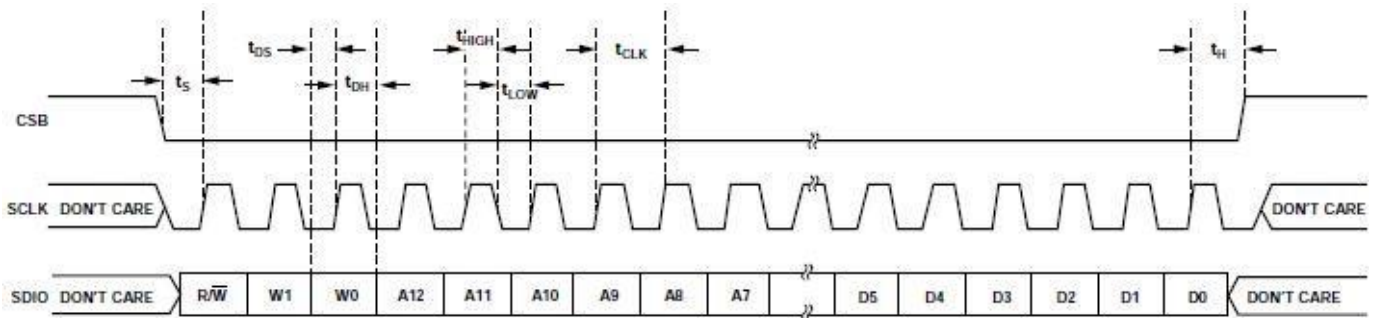 tDS
tHIGH
tCLK
tH
tS
tDH
tLOW
CSB
SCLK DON'T CARE
DON'T CARE
SDIO DON'T CARE R/W̅ W1 W0 A12 A11 A10 A9 A8 A7 D5 D4 D3 D2 D1 D0 DON'T CARE